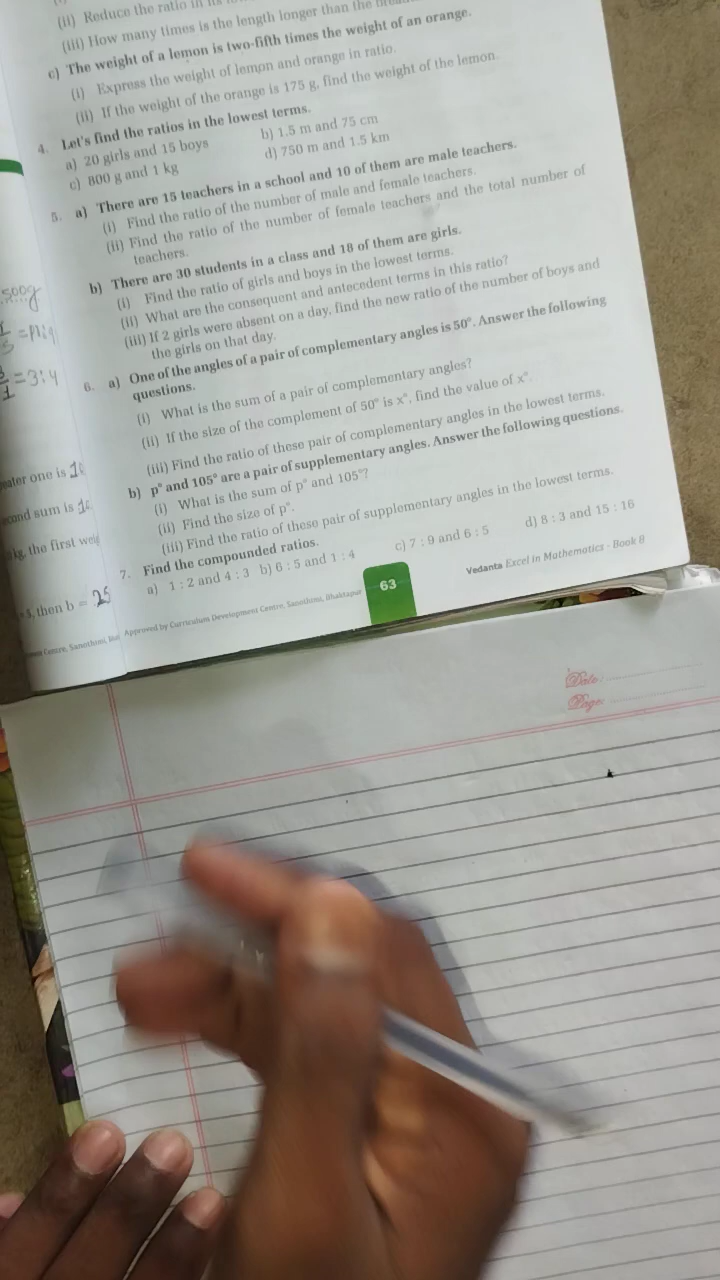 (ii) Reduce the ratio in its
(iii) How many times is the length longer than the
c) The weight of a lemon is two-fifth times the weight of an orange.
(i) Express the weight of lemon and orange in ratio.
(ii) If the weight of the orange is 175 g, find the weight of the lemon.
4. Let's find the ratios in the lowest terms.
a) 20 girls and 15 boys b) 1.5 m and 75 cm
c) 800 g and 1 kg d) 750 m and 1.5 km
5. a) There are 15 teachers in a school and 10 of them are male teachers.
(i) Find the ratio of the number of male and female teachers.
(ii) Find the ratio of the number of female teachers and the total number of
teachers.
b) There are 30 students in a class and 18 of them are girls.
(i) Find the ratio of girls and boys in the lowest terms.
(ii) What are the consequent and antecedent terms in this ratio?
(iii) If 2 girls were absent on a day, find the new ratio of the number of boys and
the girls on that day.
6. a) One of the angles of a pair of complementary angles is 50°. Answer the following
questions.
(i) What is the sum of a pair of complementary angles?
(ii) If the size of the complement of 50° is x°, find the value of x°.
(iii) Find the ratio of these pair of complementary angles in the lowest terms.
b) p° and 105° are a pair of supplementary angles. Answer the following questions.
(i) What is the sum of p° and 105°?
(ii) Find the size of p°.
(iii) Find the ratio of these pair of supplementary angles in the lowest terms.
7. Find the compounded ratios.
a) 1 : 2 and 4 : 3 b) 6 : 5 and 1 : 4 c) 7 : 9 and 6 : 5 d) 8 : 3 and 15 : 16
Approved by Curriculum Development Centre, Sanothimi, Bhaktapur 63 Vedanta Excel in Mathematics - Book 8
500g
= 3:4
eater one is
econd sum is
kg, the first
then b = 25
Centre, Sanothimi,
Date:
Page: